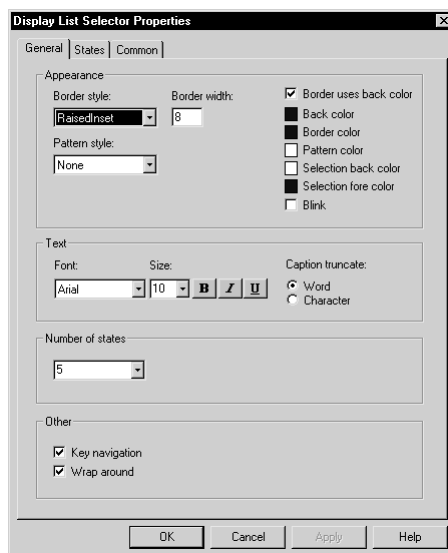 Display List Selector Properties
General States Common
Appearance
Border style:
RaisedInset
Border width:
8
Pattern style:
None
Border uses back color
Back color
Border color
Pattern color
Selection back color
Selection fore color
Blink
Text
Font:
Arial
Size:
10
B I U
Caption truncate:
Word
Character
Number of states
5
Other
Key navigation
Wrap around
OK Cancel Apply Help